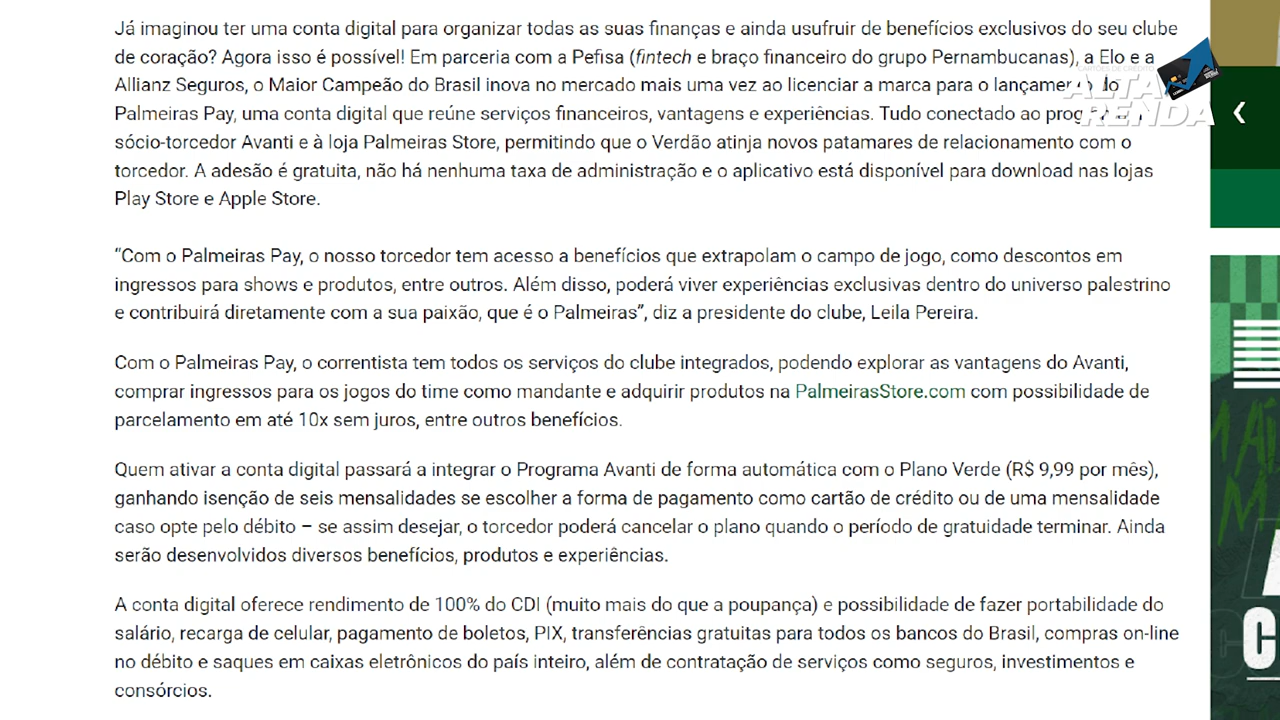 Já imaginou ter uma conta digital para organizar todas as suas finanças e ainda usufruir de benefícios exclusivos do seu clube
de coração? Agora isso é possível! Em parceria com a Pefisa (fintech e braço financeiro do grupo Pernambucanas), a Elo e a
Allianz Seguros, o Maior Campeão do Brasil inova no mercado mais uma vez ao licenciar a marca para o lançamento do
Palmeiras Pay, uma conta digital que reúne serviços financeiros, vantagens e experiências. Tudo conectado ao
sócio-torcedor Avanti e à loja Palmeiras Store, permitindo que o Verdão atinja novos patamares de relacionamento com o
torcedor. A adesão é gratuita, não há nenhuma taxa de administração e o aplicativo está disponível para download nas lojas
Play Store e Apple Store.
“Com o Palmeiras Pay, o nosso torcedor tem acesso a benefícios que extrapolam o campo de jogo, como descontos em
ingressos para shows e produtos, entre outros. Além disso, poderá viver experiências exclusivas dentro do universo palestrino
e contribuirá diretamente com a sua paixão, que é o Palmeiras”, diz a presidente do clube, Leila Pereira.
Com o Palmeiras Pay, o correntista tem todos os serviços do clube integrados, podendo explorar as vantagens do Avanti,
comprar ingressos para os jogos do time como mandante e adquirir produtos na PalmeirasStore.com com possibilidade de
parcelamento em até 10x sem juros, entre outros benefícios.
Quem ativar a conta digital passará a integrar o Programa Avanti de forma automática com o Plano Verde (R$ 9,99 por mês),
ganhando isenção de seis mensalidades se escolher a forma de pagamento como cartão de crédito ou de uma mensalidade
caso opte pelo débito – se assim desejar, o torcedor poderá cancelar o plano quando o período de gratuidade terminar. Ainda
serão desenvolvidos diversos benefícios, produtos e experiências.
A conta digital oferece rendimento de 100% do CDI (muito mais do que a poupança) e possibilidade de fazer portabilidade do
salário, recarga de celular, pagamento de boletos, PIX, transferências gratuitas para todos os bancos do Brasil, compras on-line
no débito e saques em caixas eletrônicos do país inteiro, além de contratação de serviços como seguros, investimentos e
consórcios.
CARTÕES DE CRÉDITO
ALTA
RENDA